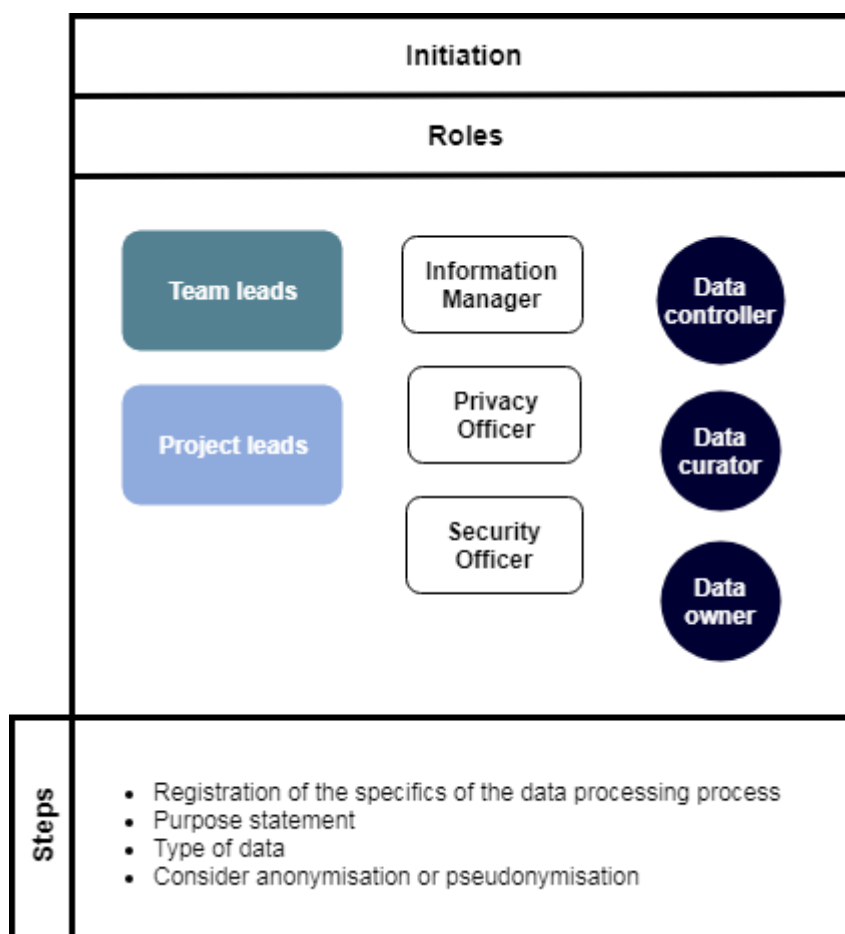 Initiation
Roles
Team leads
Information
Manager
Data
controller
Project leads
Privacy
Officer
Data
curator
Security
Officer
Data
owner
Steps
• Registration of the specifics of the data processing process
• Purpose statement
• Type of data
• Consider anonymisation or pseudonymisation